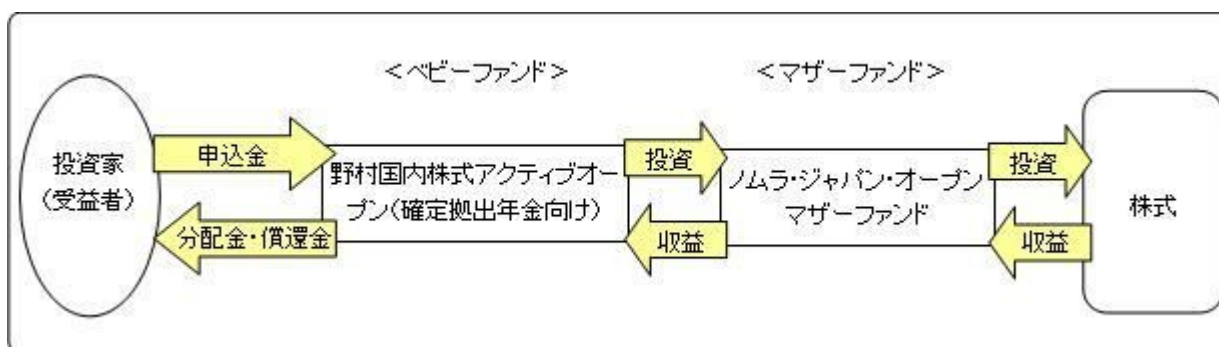 <ベビーファンド>
<マザーファンド>
投資家
(受益者)
申込金
分配金・償還金
野村国内株式アクティブオー
プン(確定拠出年金向け)
投資
収益
ノムラ・ジャパン・オープン
マザーファンド
投資
収益
株式